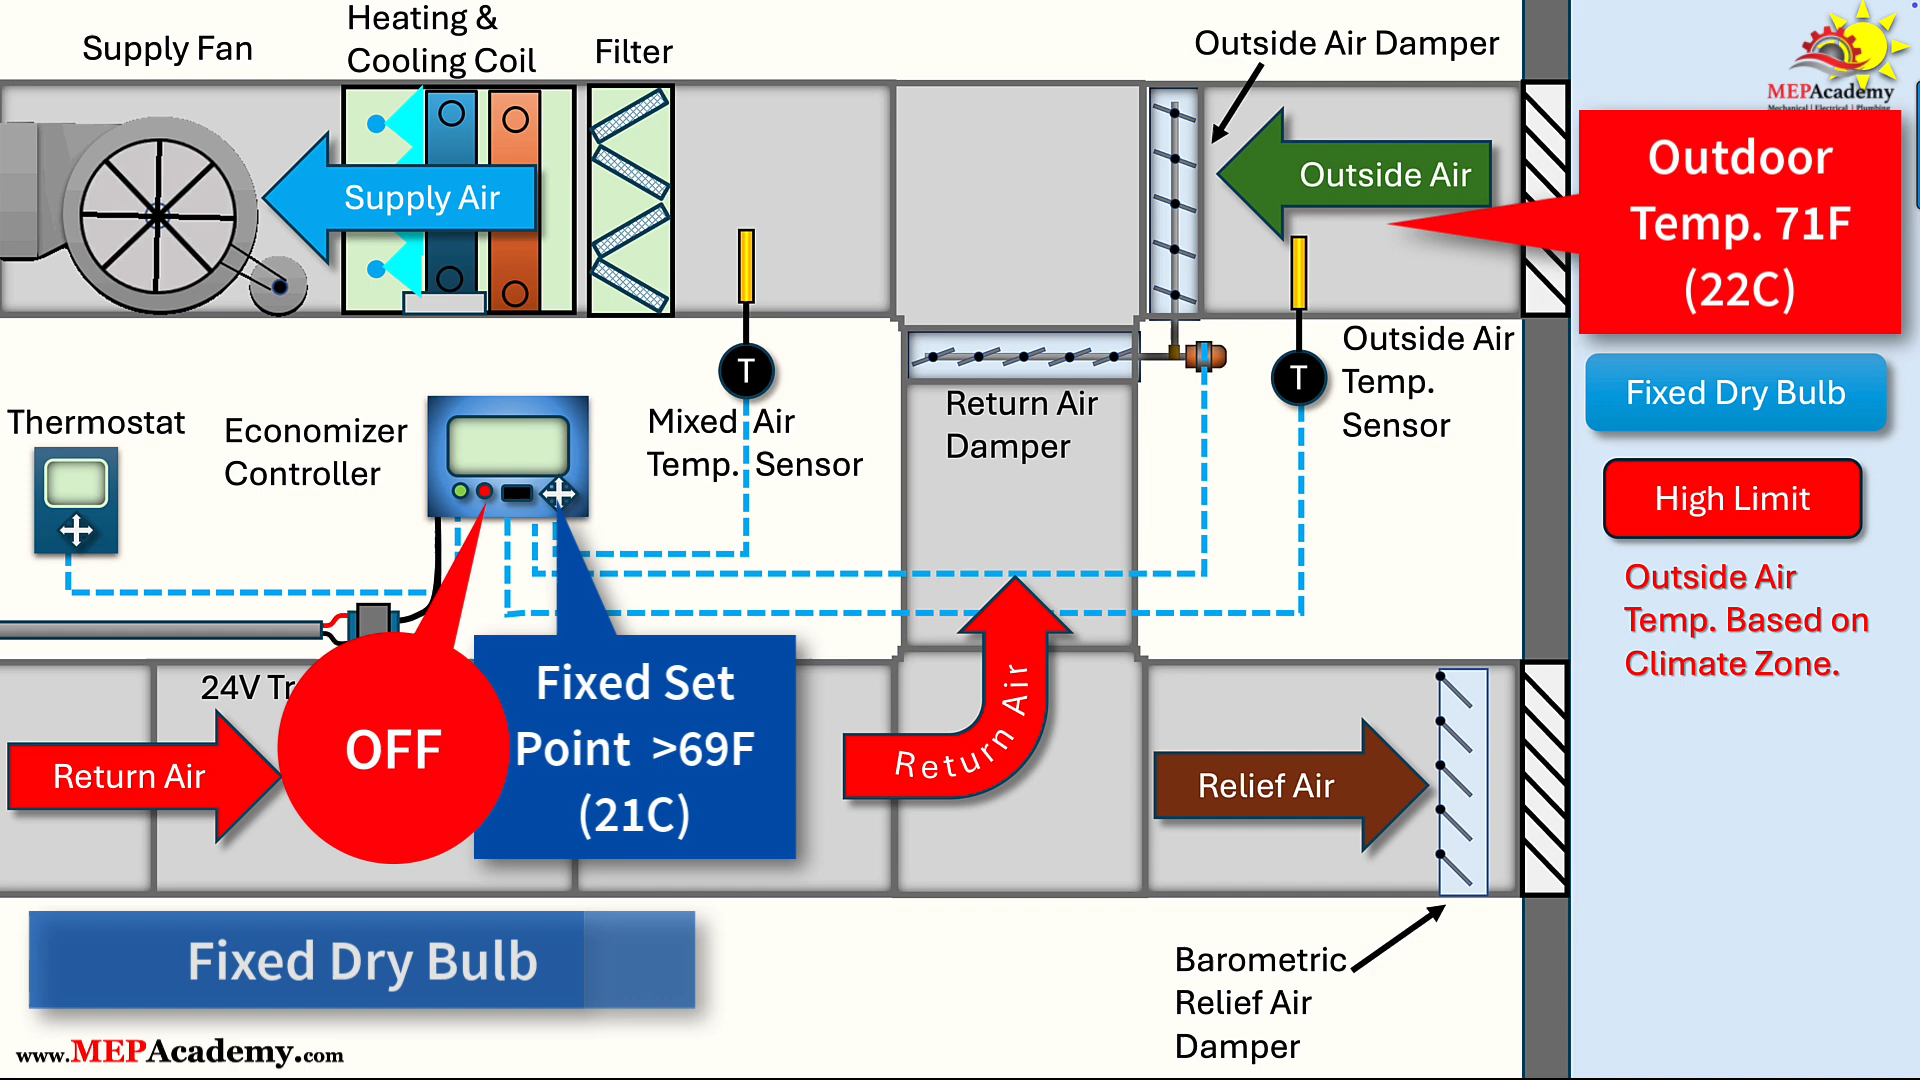 Heating &
Cooling Coil
Supply Fan
Filter
Outside Air Damper
MEPAcademy
Mechanical | Electrical | Plumbing
Supply Air
Outside Air
Outdoor
Temp. 71F
(22C)
T
T
Outside Air
Temp.
Sensor
Fixed Dry Bulb
Thermostat
Economizer
Controller
Mixed Air
Temp. Sensor
Return Air
Damper
High Limit
Outside Air
Temp. Based on
Climate Zone.
24V Tr
Return Air
OFF
Fixed Set
Point >69F
(21C)
Return Air
Relief Air
Fixed Dry Bulb
Barometric
Relief Air
Damper
www.MEPAcademy.com